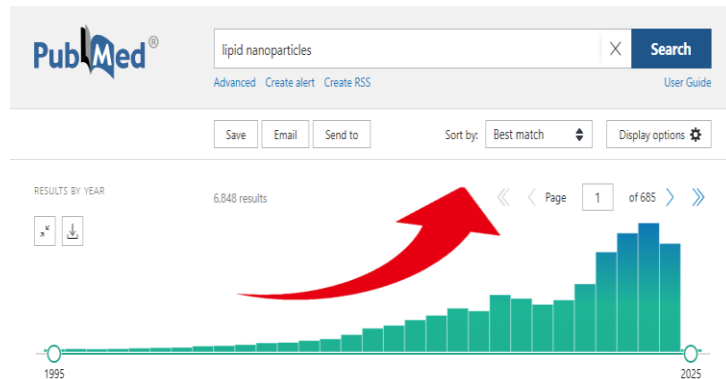 PubMed®
lipid nanoparticles X Search
Advanced Create alert Create RSS User Guide
Save Email Send to Sort by: Best match Display options
RESULTS BY YEAR
6,848 results
Page 1 of 685
1995 2025